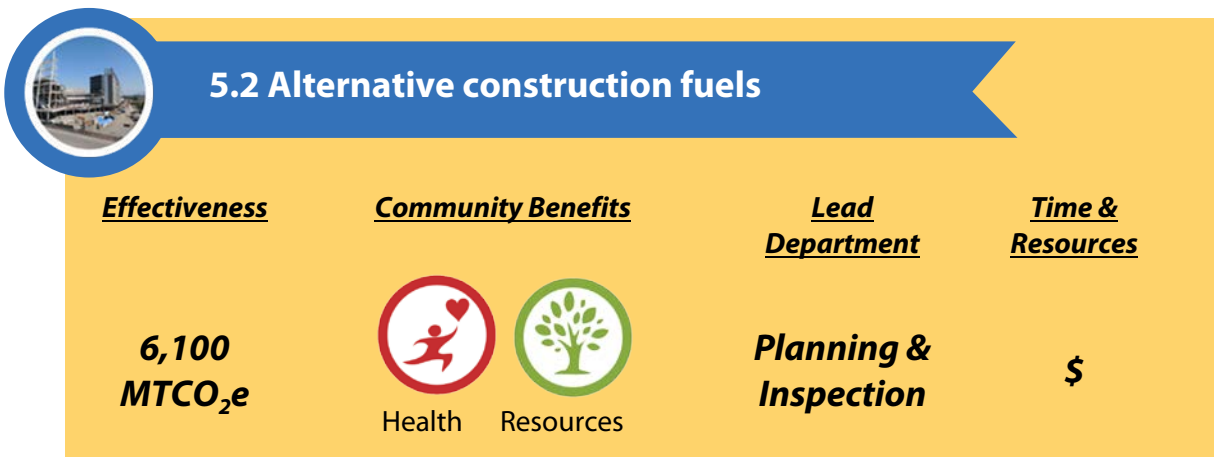 5.2 Alternative construction fuels
Effectiveness
Community Benefits
Lead
Department
Time &
Resources
6,100
MTCO₂e
Health
Resources
Planning &
Inspection
$